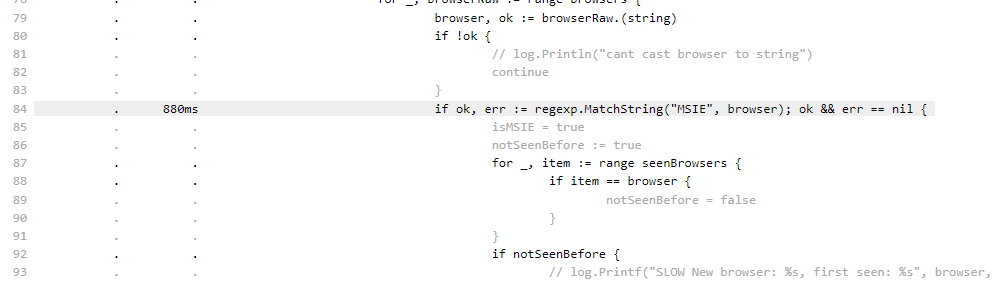 78 . . for _, browserRaw := range browsers {
79 . . browser, ok := browserRaw.(string)
80 . . if !ok {
81 . . // log.Println("cant cast browser to string")
82 . . continue
83 . . }
84 . 880ms if ok, err := regexp.MatchString("MSIE", browser); ok && err == nil {
85 . . isMSIE = true
86 . . notSeenBefore := true
87 . . for _, item := range seenBrowsers {
88 . . if item == browser {
89 . . notSeenBefore = false
90 . . }
91 . . }
92 . . if notSeenBefore {
93 . . // log.Printf("SLOW New browser: %s, first seen: %s", browser,